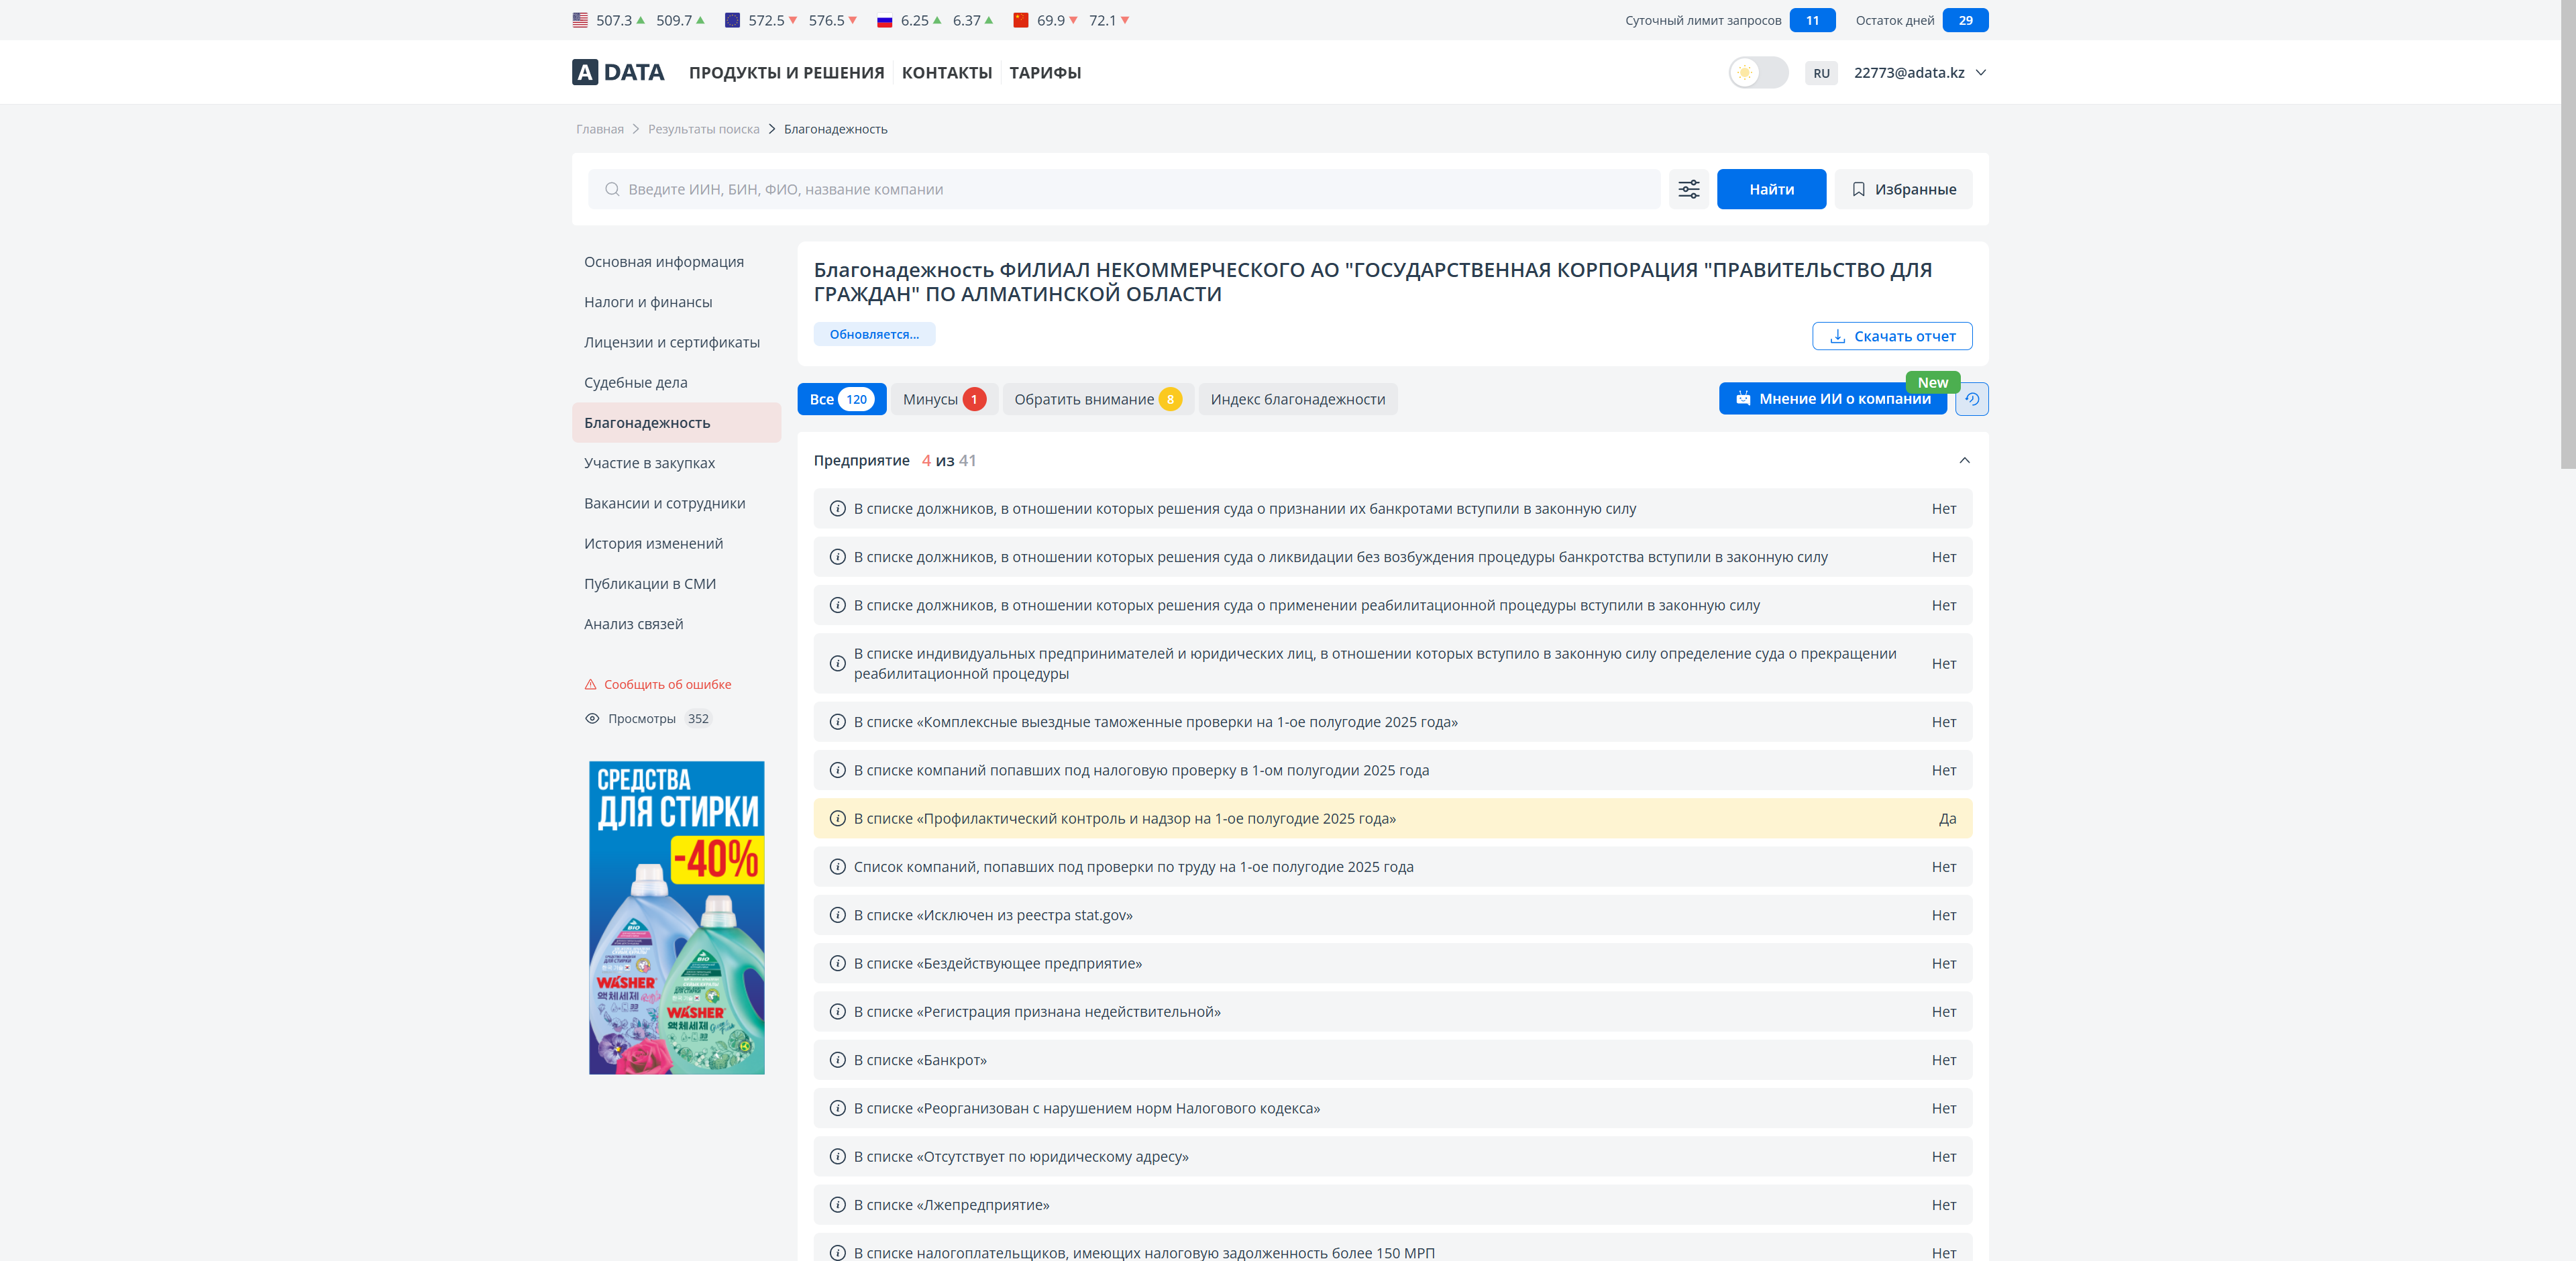 507.3 509.7 572.5 576.5 6.25 6.37 69.9 72.1 Суточный лимит запросов 11 Остаток дней 29
A DATA ПРОДУКТЫ И РЕШЕНИЯ КОНТАКТЫ ТАРИФЫ RU 22773@adata.kz
Главная Результаты поиска Благонадежность
Введите ИИН, БИН, ФИО, название компании Найти Избранные
Основная информация
Налоги и финансы
Лицензии и сертификаты
Судебные дела
Благонадежность
Участие в закупках
Вакансии и сотрудники
История изменений
Публикации в СМИ
Анализ связей
Сообщить об ошибке
Просмотры 352
СРЕДСТВА
ДЛЯ СТИРКИ
-40%
BIO
BIO
WASHER
액체세제
WASHER
액체세제
Благонадежность ФИЛИАЛ НЕКОММЕРЧЕСКОГО АО "ГОСУДАРСТВЕННАЯ КОРПОРАЦИЯ "ПРАВИТЕЛЬСТВО ДЛЯ
ГРАЖДАН" ПО АЛМАТИНСКОЙ ОБЛАСТИ
Обновляется... Скачать отчет
Все 120 Минусы 1 Обратить внимание 8 Индекс благонадежности Мнение ИИ о компании New
Предприятие 4 из 41
В списке должников, в отношении которых решения суда о признании их банкротами вступили в законную силу Нет
В списке должников, в отношении которых решения суда о ликвидации без возбуждения процедуры банкротства вступили в законную силу Нет
В списке должников, в отношении которых решения суда о применении реабилитационной процедуры вступили в законную силу Нет
В списке индивидуальных предпринимателей и юридических лиц, в отношении которых вступило в законную силу определение суда о прекращении
реабилитационной процедуры Нет
В списке «Комплексные выездные таможенные проверки на 1-ое полугодие 2025 года» Нет
В списке компаний попавших под налоговую проверку в 1-ом полугодии 2025 года Нет
В списке «Профилактический контроль и надзор на 1-ое полугодие 2025 года» Да
Список компаний, попавших под проверки по труду на 1-ое полугодие 2025 года Нет
В списке «Исключен из реестра stat.gov» Нет
В списке «Бездействующее предприятие» Нет
В списке «Регистрация признана недействительной» Нет
В списке «Банкрот» Нет
В списке «Реорганизован с нарушением норм Налогового кодекса» Нет
В списке «Отсутствует по юридическому адресу» Нет
В списке «Лжепредприятие» Нет
В списке налогоплательщиков, имеющих налоговую задолженность более 150 МРП Нет